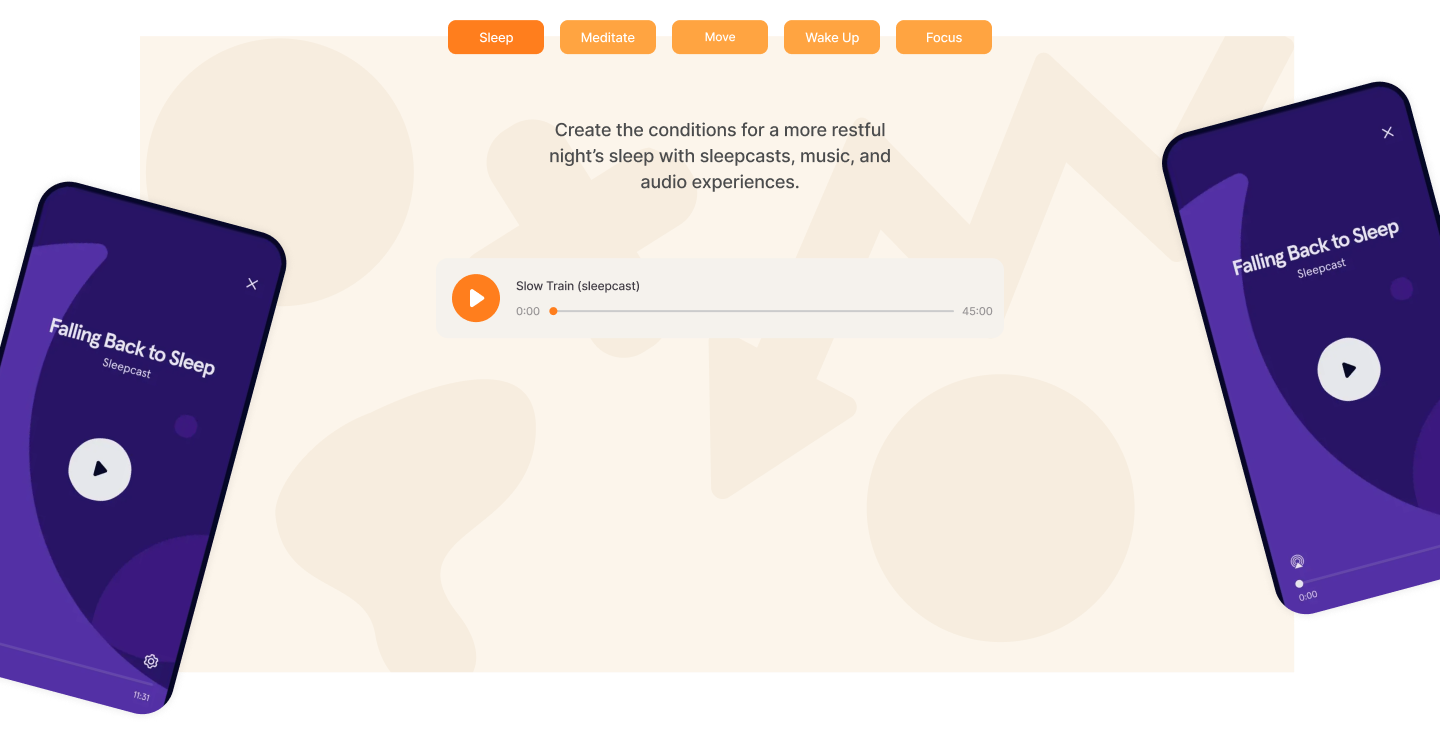 Sleep
Meditate
Move
Wake Up
Focus
Create the conditions for a more restful
night’s sleep with sleepcasts, music, and
audio experiences.
Slow Train (sleepcast)
0:00
45:00
Falling Back to Sleep
Sleepcast
11:31
Falling Back to Sleep
Sleepcast
0:00